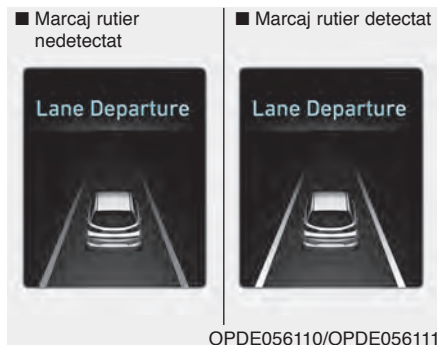 ■ Marcaj rutier
nedetectat
■ Marcaj rutier detectat
Lane Departure
Lane Departure
OPDE056110/OPDE056111